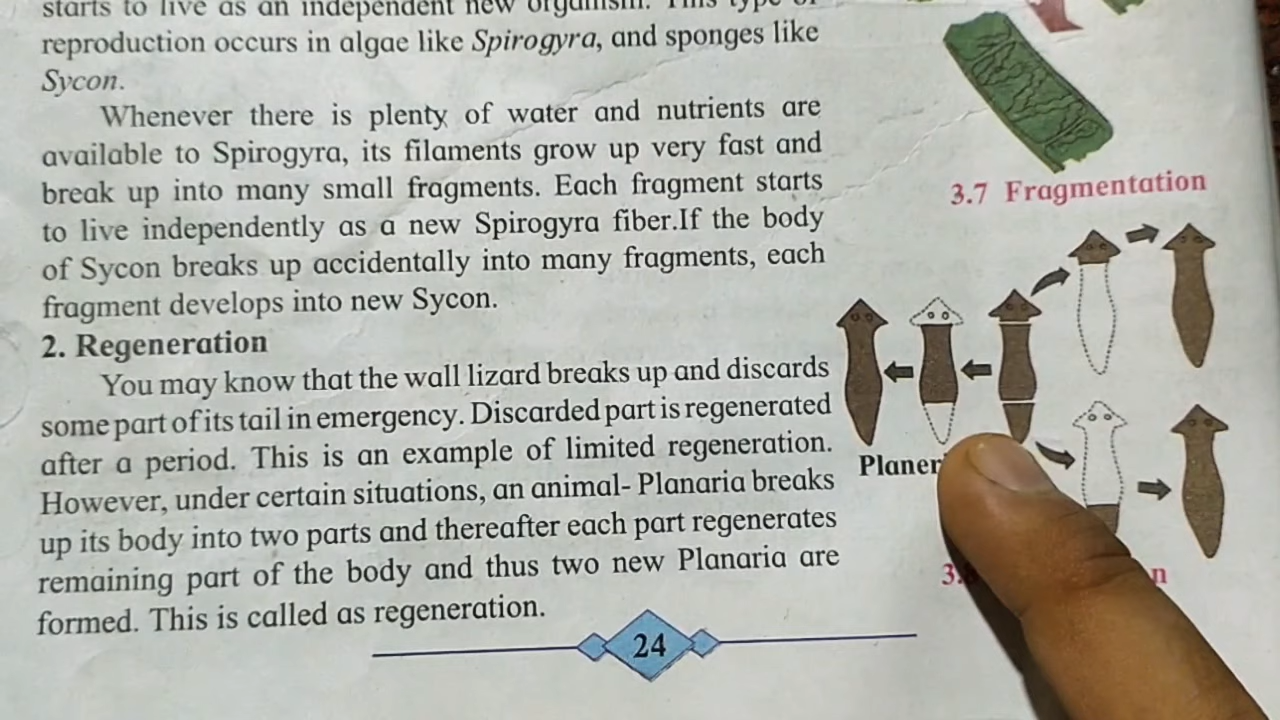 starts to live as an independent new organism. This type of
reproduction occurs in algae like Spirogyra, and sponges like
Sycon.
Whenever there is plenty of water and nutrients are
available to Spirogyra, its filaments grow up very fast and
break up into many small fragments. Each fragment starts
to live independently as a new Spirogyra fiber.If the body
of Sycon breaks up accidentally into many fragments, each
fragment develops into new Sycon.
2. Regeneration
You may know that the wall lizard breaks up and discards
some part of its tail in emergency. Discarded part is regenerated
after a period. This is an example of limited regeneration.
However, under certain situations, an animal- Planaria breaks
up its body into two parts and thereafter each part regenerates
remaining part of the body and thus two new Planaria are
formed. This is called as regeneration.
24
3.7 Fragmentation